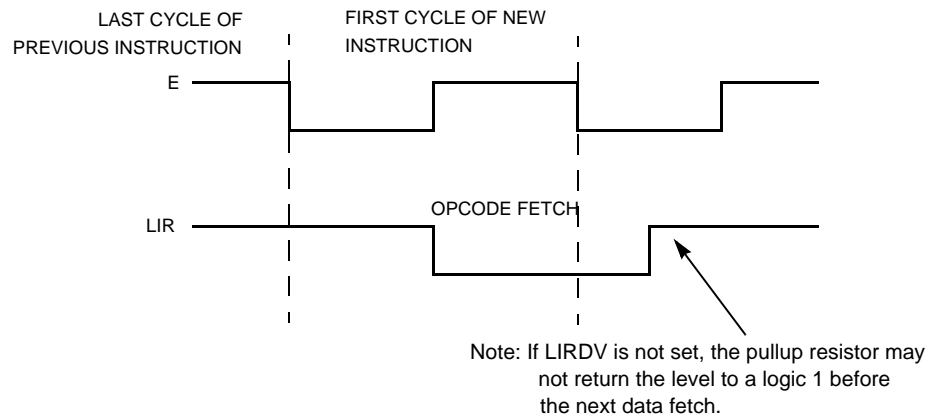 LAST CYCLE OF
PREVIOUS INSTRUCTION
FIRST CYCLE OF NEW
INSTRUCTION
E
OPCODE FETCH
LIR
Note: If LIRDV is not set, the pullup resistor may
not return the level to a logic 1 before
the next data fetch.